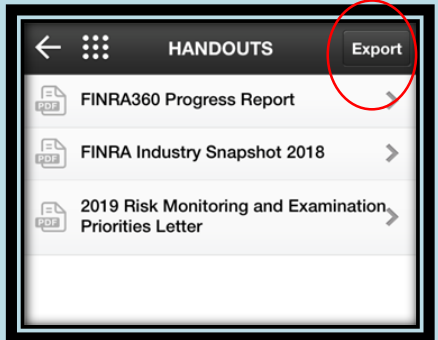 HANDOUTS
Export
PDF
FINRA360 Progress Report
PDF
FINRA Industry Snapshot 2018
PDF
2019 Risk Monitoring and Examination
Priorities Letter